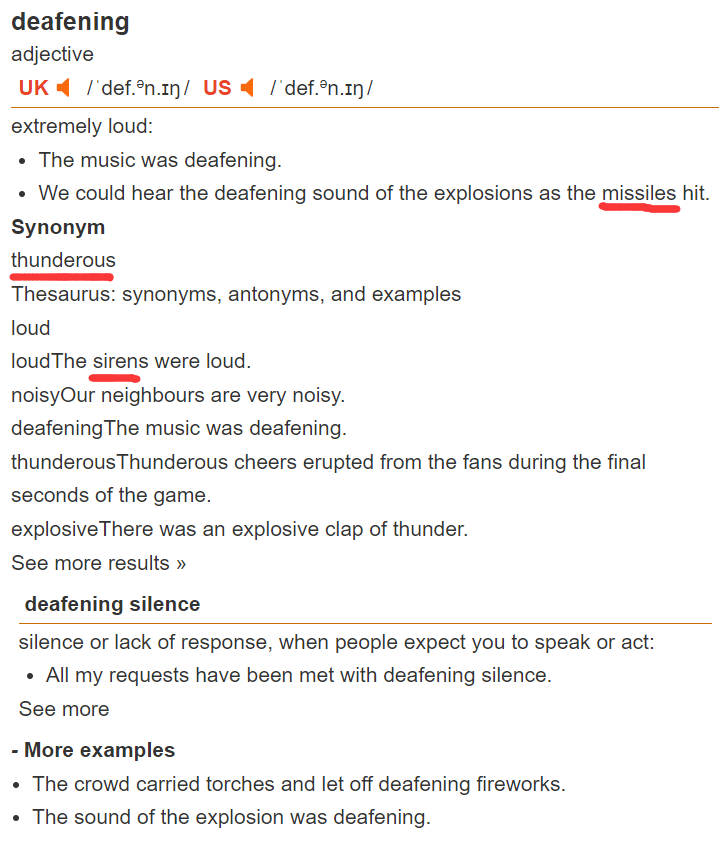 deafening
adjective
UK /ˈdef.ᵊn.ɪŋ/ US /ˈdef.ᵊn.ɪŋ/
extremely loud:
• The music was deafening.
• We could hear the deafening sound of the explosions as the missiles hit.
Synonym
thunderous
Thesaurus: synonyms, antonyms, and examples
loud
loudThe sirens were loud.
noisyOur neighbours are very noisy.
deafeningThe music was deafening.
thunderousThunderous cheers erupted from the fans during the final
seconds of the game.
explosiveThere was an explosive clap of thunder.
See more results »
deafening silence
silence or lack of response, when people expect you to speak or act:
• All my requests have been met with deafening silence.
See more
- More examples
• The crowd carried torches and let off deafening fireworks.
• The sound of the explosion was deafening.